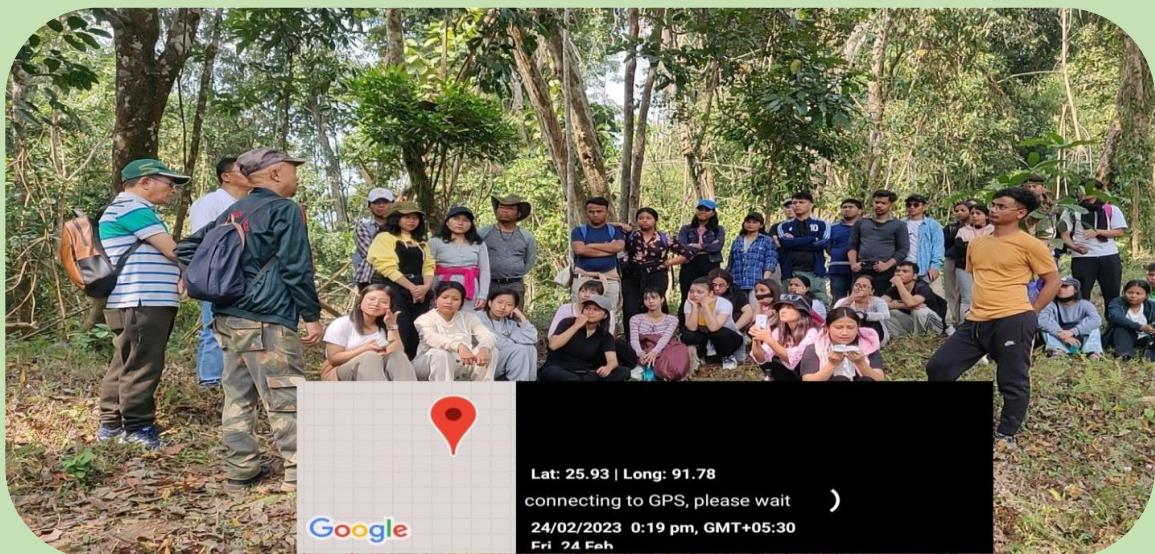 Lat: 25.93 | Long: 91.78
connecting to GPS, please wait
24/02/2023 0:19 pm, GMT+05:30
Fri, 24 Feb
Google
10